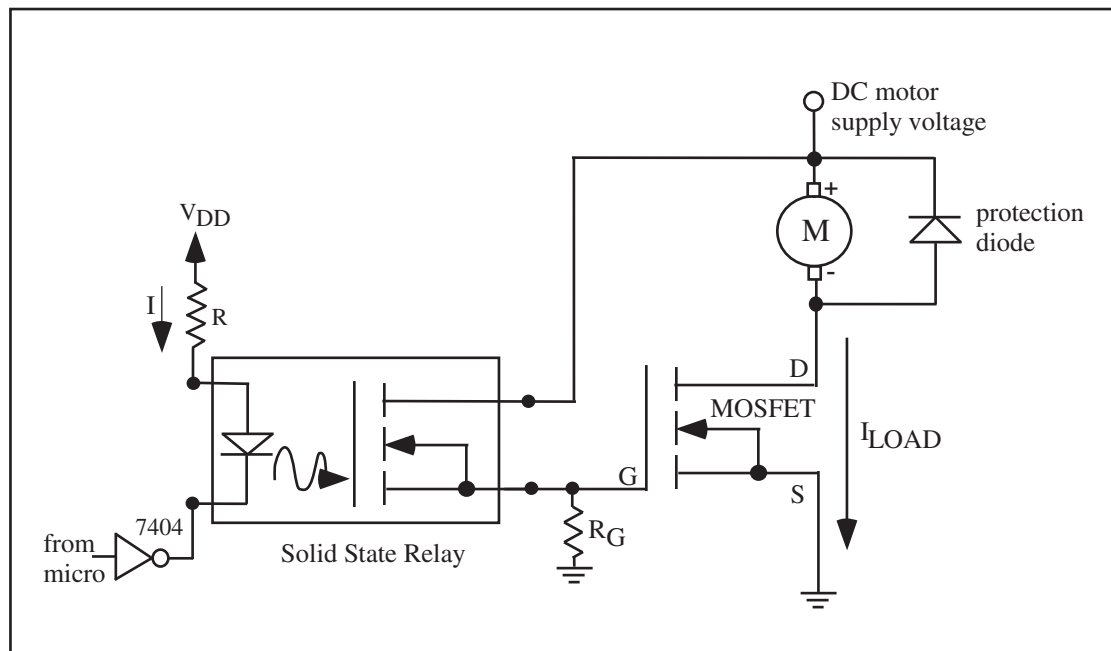 DC motor
supply voltage
+
M
-
protection
diode
VDD
I
R
D
MOSFET
ILOAD
G
S
RG
7404
from
micro
Solid State Relay